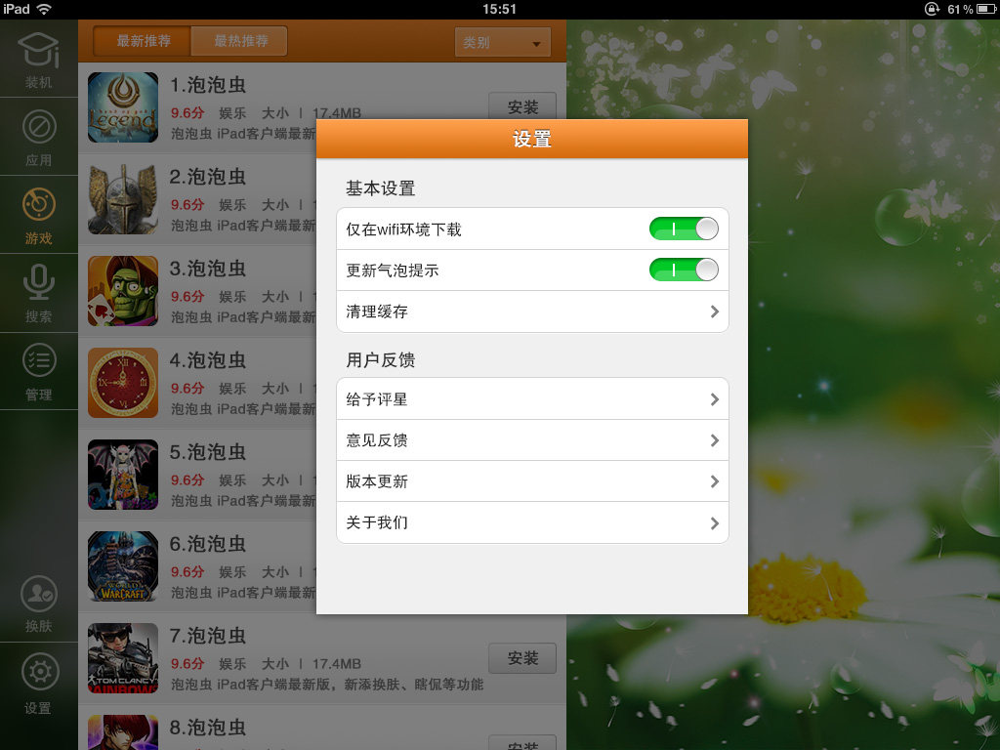 iPad 15:51 61%
最新推荐 最热推荐 类别
装机
应用
游戏
搜索
管理
换肤
设置
1.泡泡虫
9.6分 娱乐 大小 | 17.4MB
安装
泡泡虫 iPad客户端最新
2.泡泡虫
9.6分 娱乐 大小 |
泡泡虫 iPad客户端最新
3.泡泡虫
9.6分 娱乐 大小 |
泡泡虫 iPad客户端最新
4.泡泡虫
9.6分 娱乐 大小 |
泡泡虫 iPad客户端最新
5.泡泡虫
9.6分 娱乐 大小 |
泡泡虫 iPad客户端最新
6.泡泡虫
9.6分 娱乐 大小 |
泡泡虫 iPad客户端最新
7.泡泡虫
9.6分 娱乐 大小 | 17.4MB
安装
泡泡虫 iPad客户端最新版，新添换肤、瞎侃等功能
8.泡泡虫
安装
Legend
WORLD OF
WARCRAFT
TOM CLANCY
RAINBOW
设置
基本设置
仅在wifi环境下载
更新气泡提示
清理缓存
用户反馈
给予评星
意见反馈
版本更新
关于我们